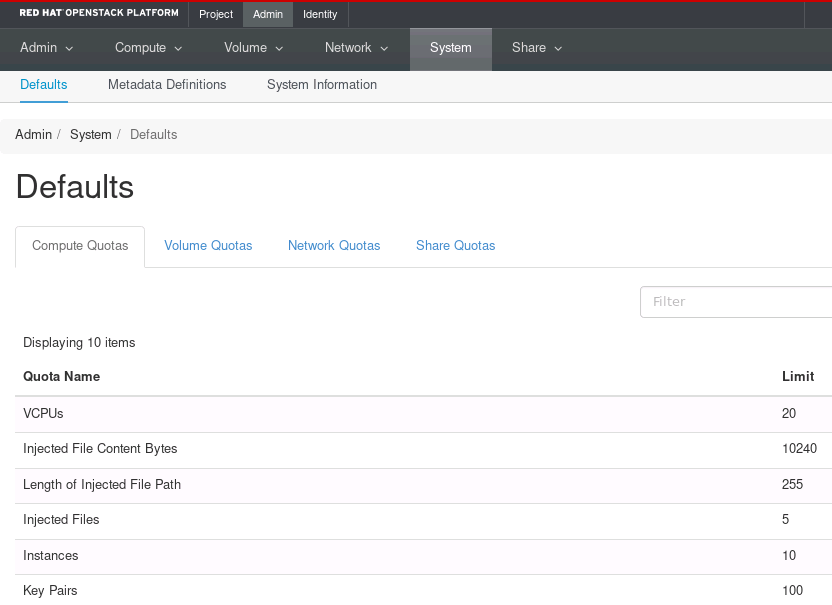 RED HAT OPENSTACK PLATFORM Project Admin Identity
Admin Compute Volume Network System Share
Defaults Metadata Definitions System Information
Admin / System / Defaults
Defaults
Compute Quotas Volume Quotas Network Quotas Share Quotas
Filter
Displaying 10 items
Quota Name Limit
VCPUs 20
Injected File Content Bytes 10240
Length of Injected File Path 255
Injected Files 5
Instances 10
Key Pairs 100